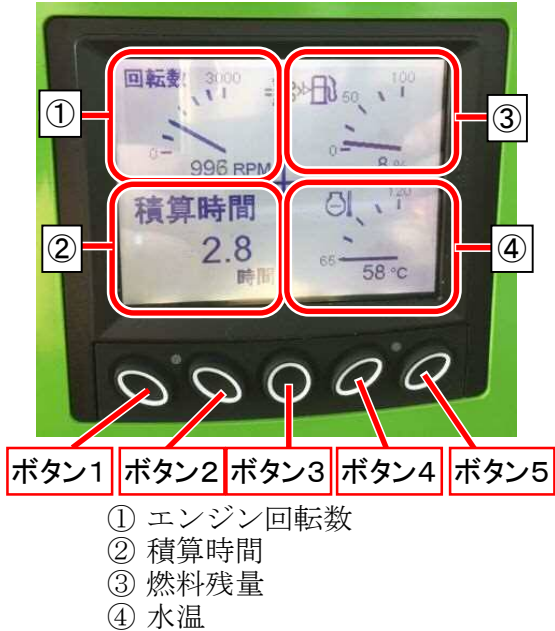 回転数 3000
0
996 RPM
①
100
50
0
8 %
③
積算時間
2.8
時間
②
120
65
58 °C
④
ボタン1 ボタン2 ボタン3 ボタン4 ボタン5
① エンジン回転数
② 積算時間
③ 燃料残量
④ 水温